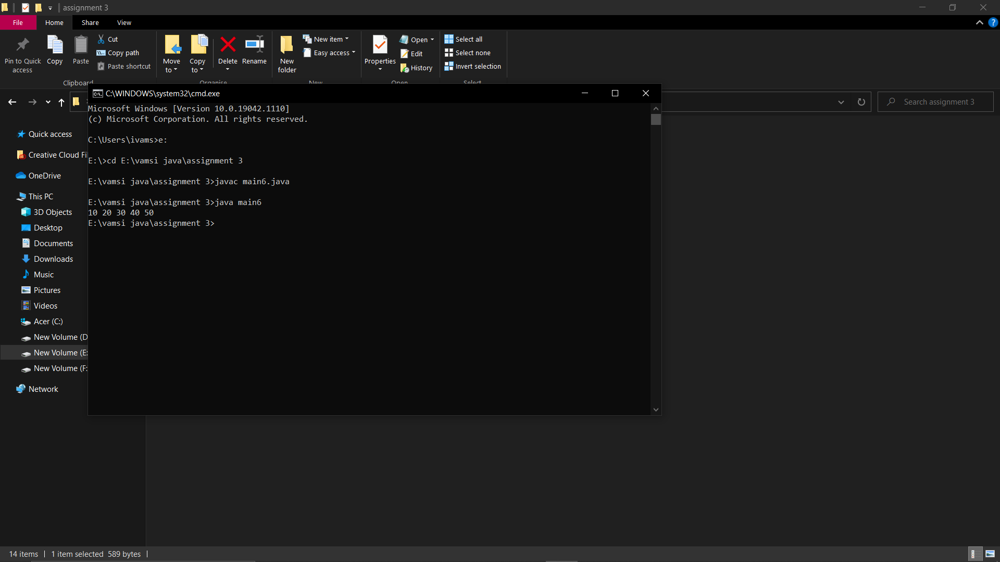 assignment 3
File Home Share View
Pin to Quick access
Copy
Paste
Cut
Copy path
Paste shortcut
Clipboard
Move to
Copy to
Delete
Rename
Organise
New folder
New item
Easy access
New
Properties
Open
Edit
History
Open
Select all
Select none
Invert selection
Select
Search assignment 3
C:\WINDOWS\system32\cmd.exe
Microsoft Windows [Version 10.0.19042.1110]
(c) Microsoft Corporation. All rights reserved.
C:\Users\ivams>e:
E:\>cd E:\vamsi java\assignment 3
E:\vamsi java\assignment 3>javac main6.java
E:\vamsi java\assignment 3>java main6
10 20 30 40 50
E:\vamsi java\assignment 3>
Quick access
Creative Cloud Fi
OneDrive
This PC
3D Objects
Desktop
Documents
Downloads
Music
Pictures
Videos
Acer (C:)
New Volume (D
New Volume (E:
New Volume (F:
Network
14 items 1 item selected 589 bytes